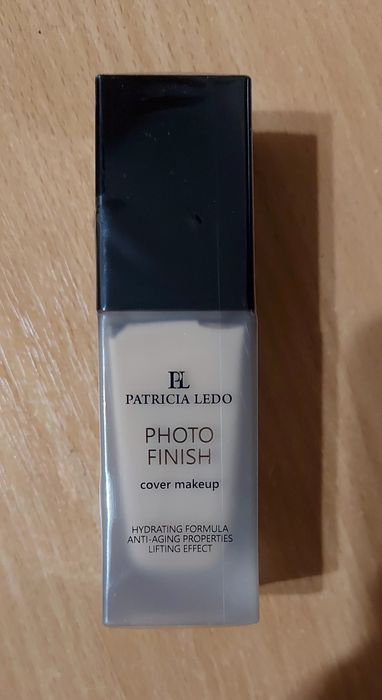 PL
PATRICIA LEDO
PHOTO
FINISH
cover makeup
HYDRATING FORMULA
ANTI-AGING PROPERTIES
LIFTING EFFECT